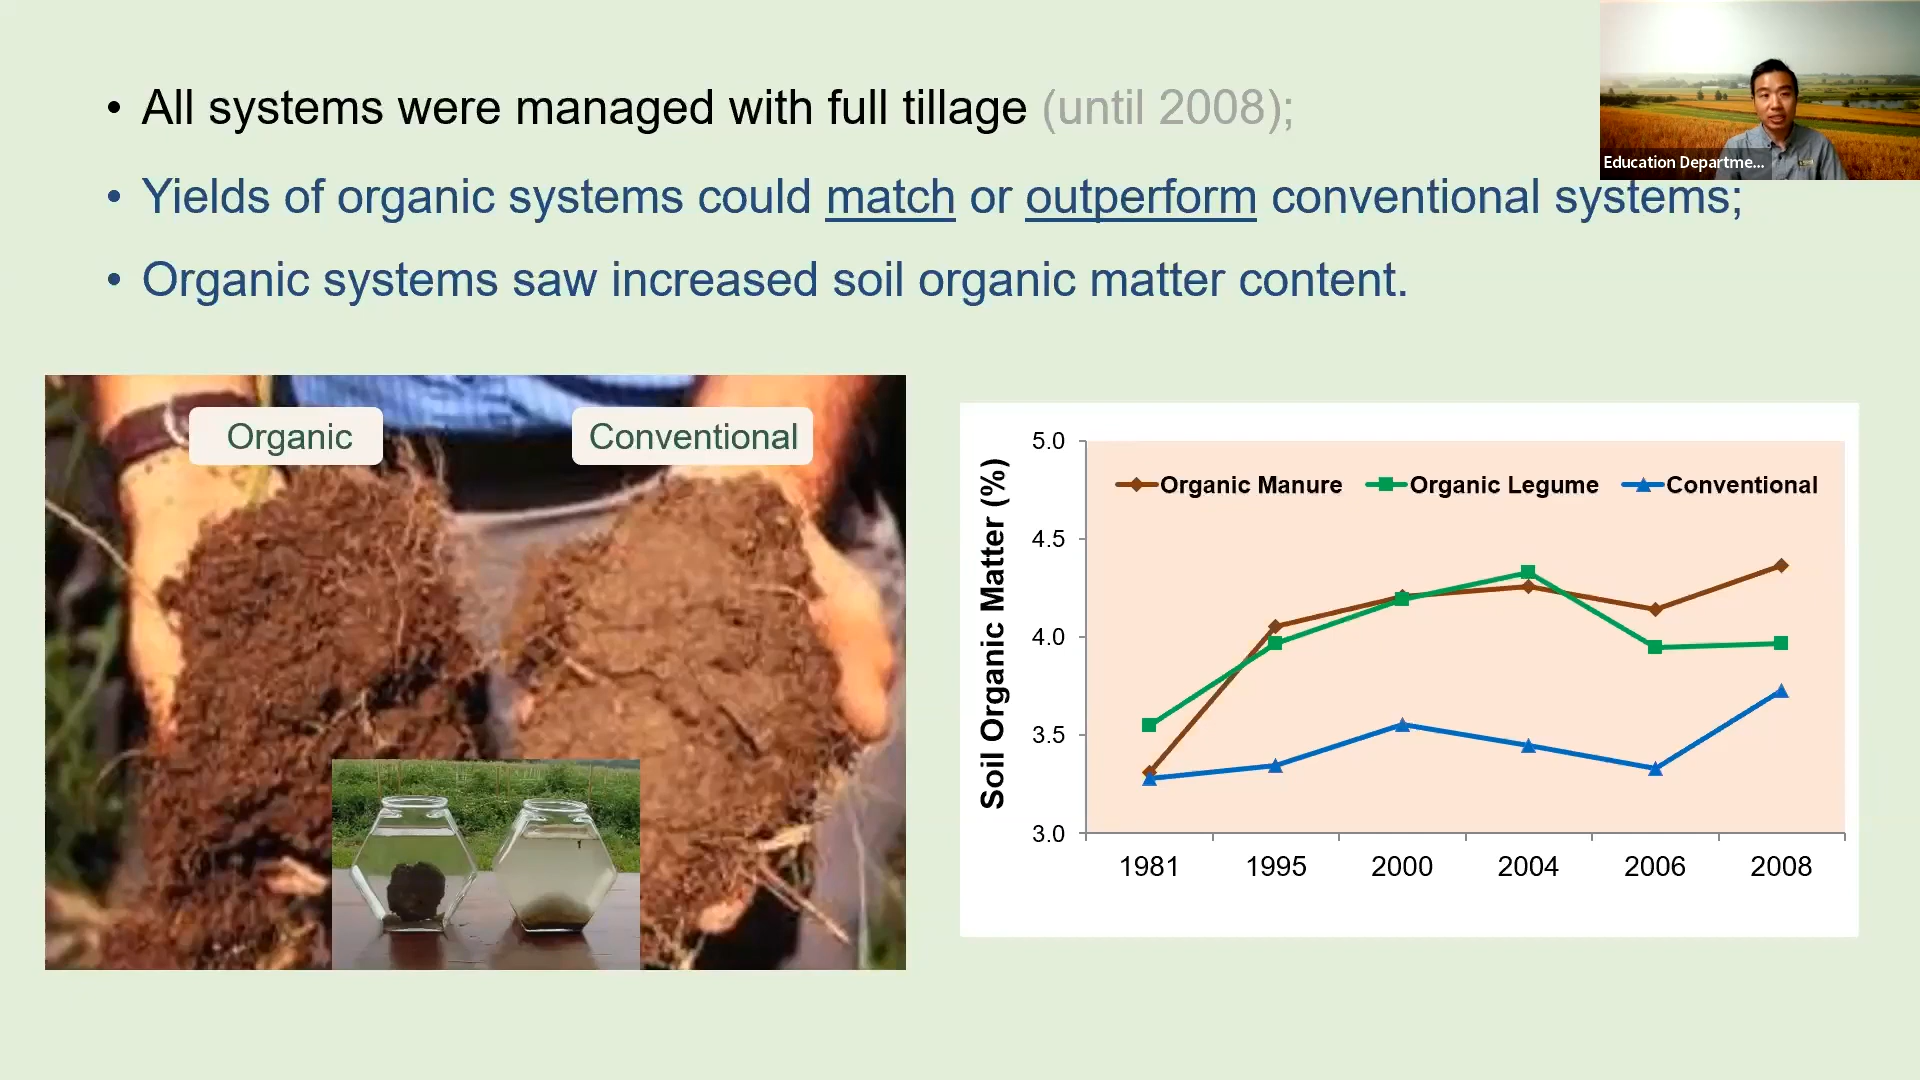 • All systems were managed with full tillage (until 2008);
Education Departme...
• Yields of organic systems could match or outperform conventional systems;
• Organic systems saw increased soil organic matter content.
Organic
Conventional
Soil Organic Matter (%)
5.0
4.5
4.0
3.5
3.0
Organic Manure Organic Legume Conventional
1981 1995 2000 2004 2006 2008